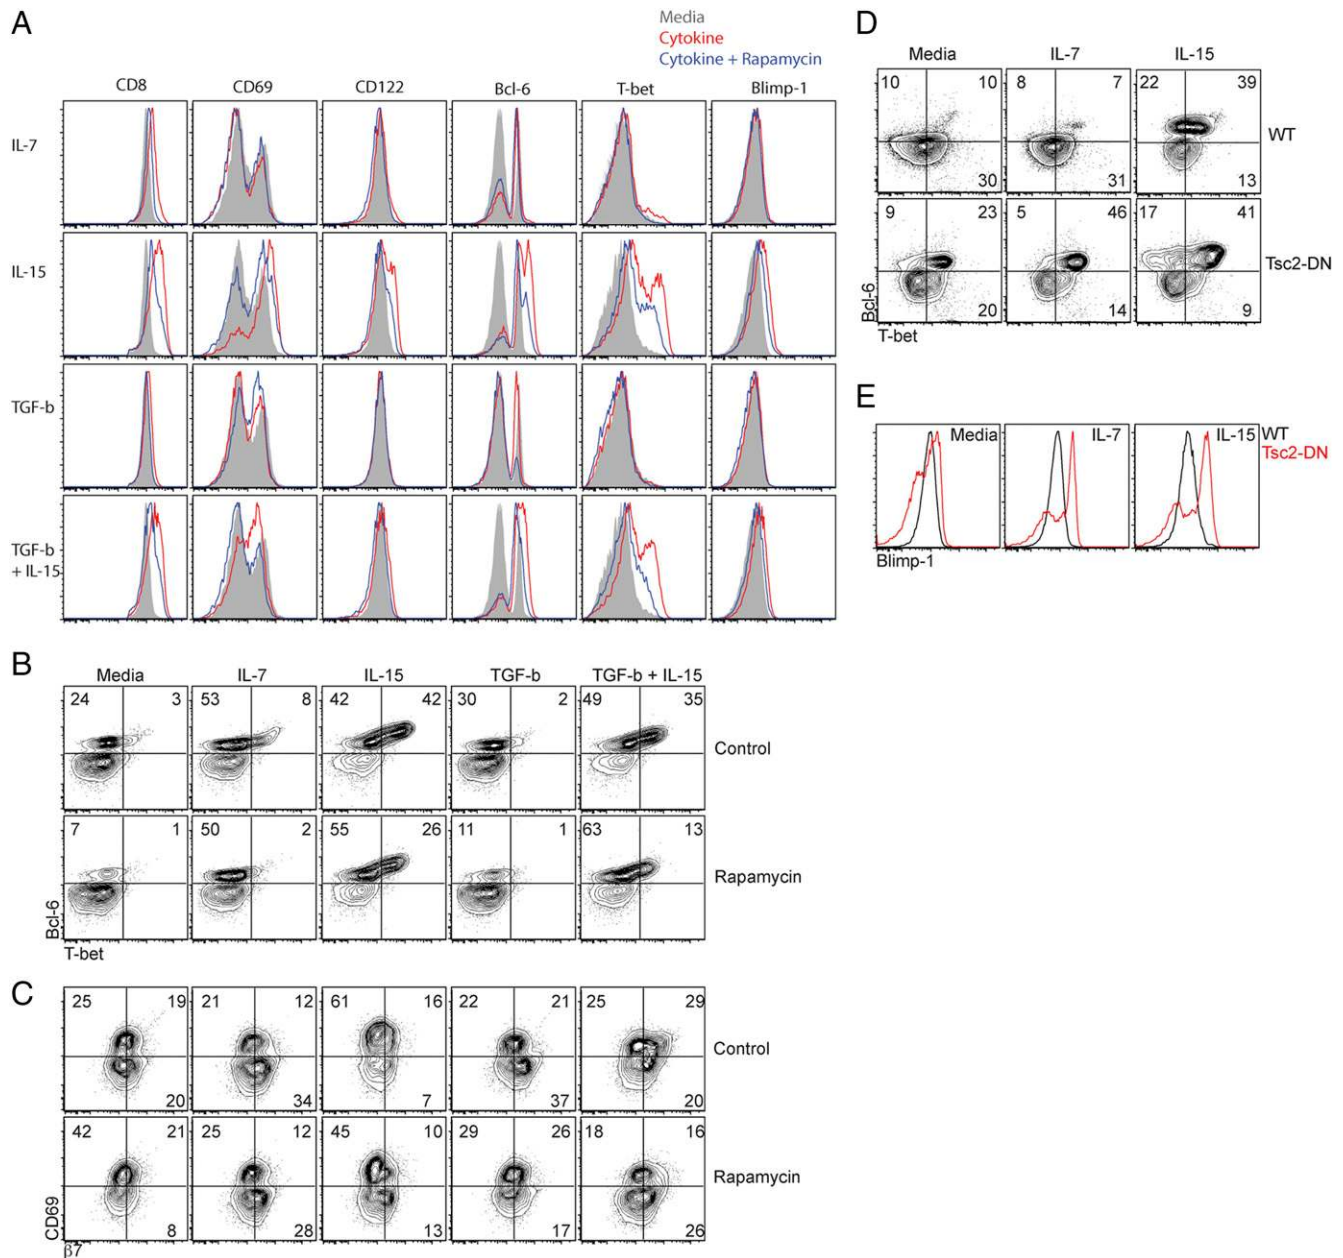 A
Media
Cytokine
Cytokine + Rapamycin
CD8 CD69 CD122 Bcl-6 T-bet Blimp-1
IL-7
IL-15
TGF-b
TGF-b
+ IL-15
B
Media IL-7 IL-15 TGF-b TGF-b + IL-15
24 3 53 8 42 42 30 2 49 35
Control
7 1 50 2 55 26 11 1 63 13
Rapamycin
Bcl-6
T-bet
C
25 19 21 12 61 16 22 21 25 29
Control
20 34 7 37 20
42 21 25 12 45 10 29 26 18 16
Rapamycin
CD69
8 28 13 17 26
β7
D
Media IL-7 IL-15
10 10 8 7 22 39
WT
30 31 13
9 23 5 46 17 41
Tsc2-DN
Bcl-6
20 14 9
T-bet
E
Media IL-7 IL-15 WT
Tsc2-DN
Blimp-1